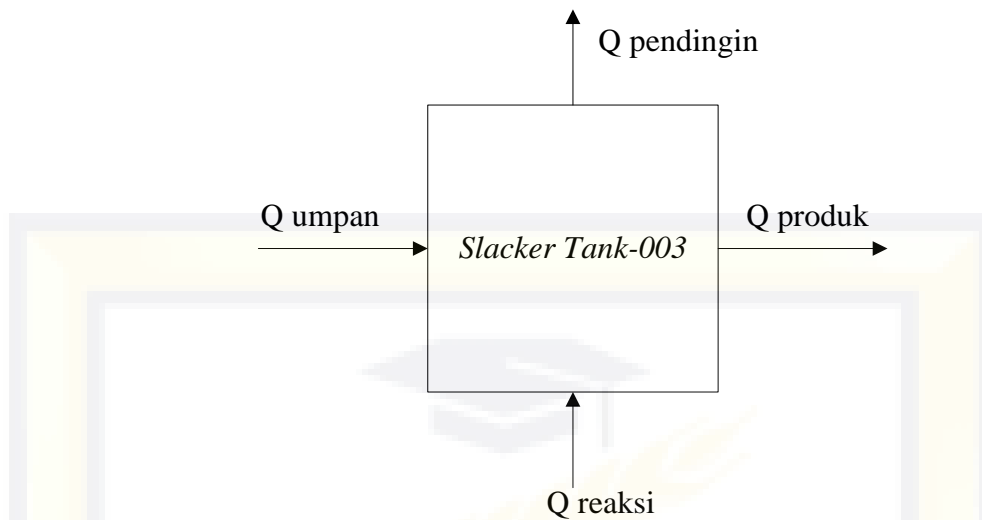 Q pendingin
Q umpan
Q produk
Slacker Tank-003
Q reaksi